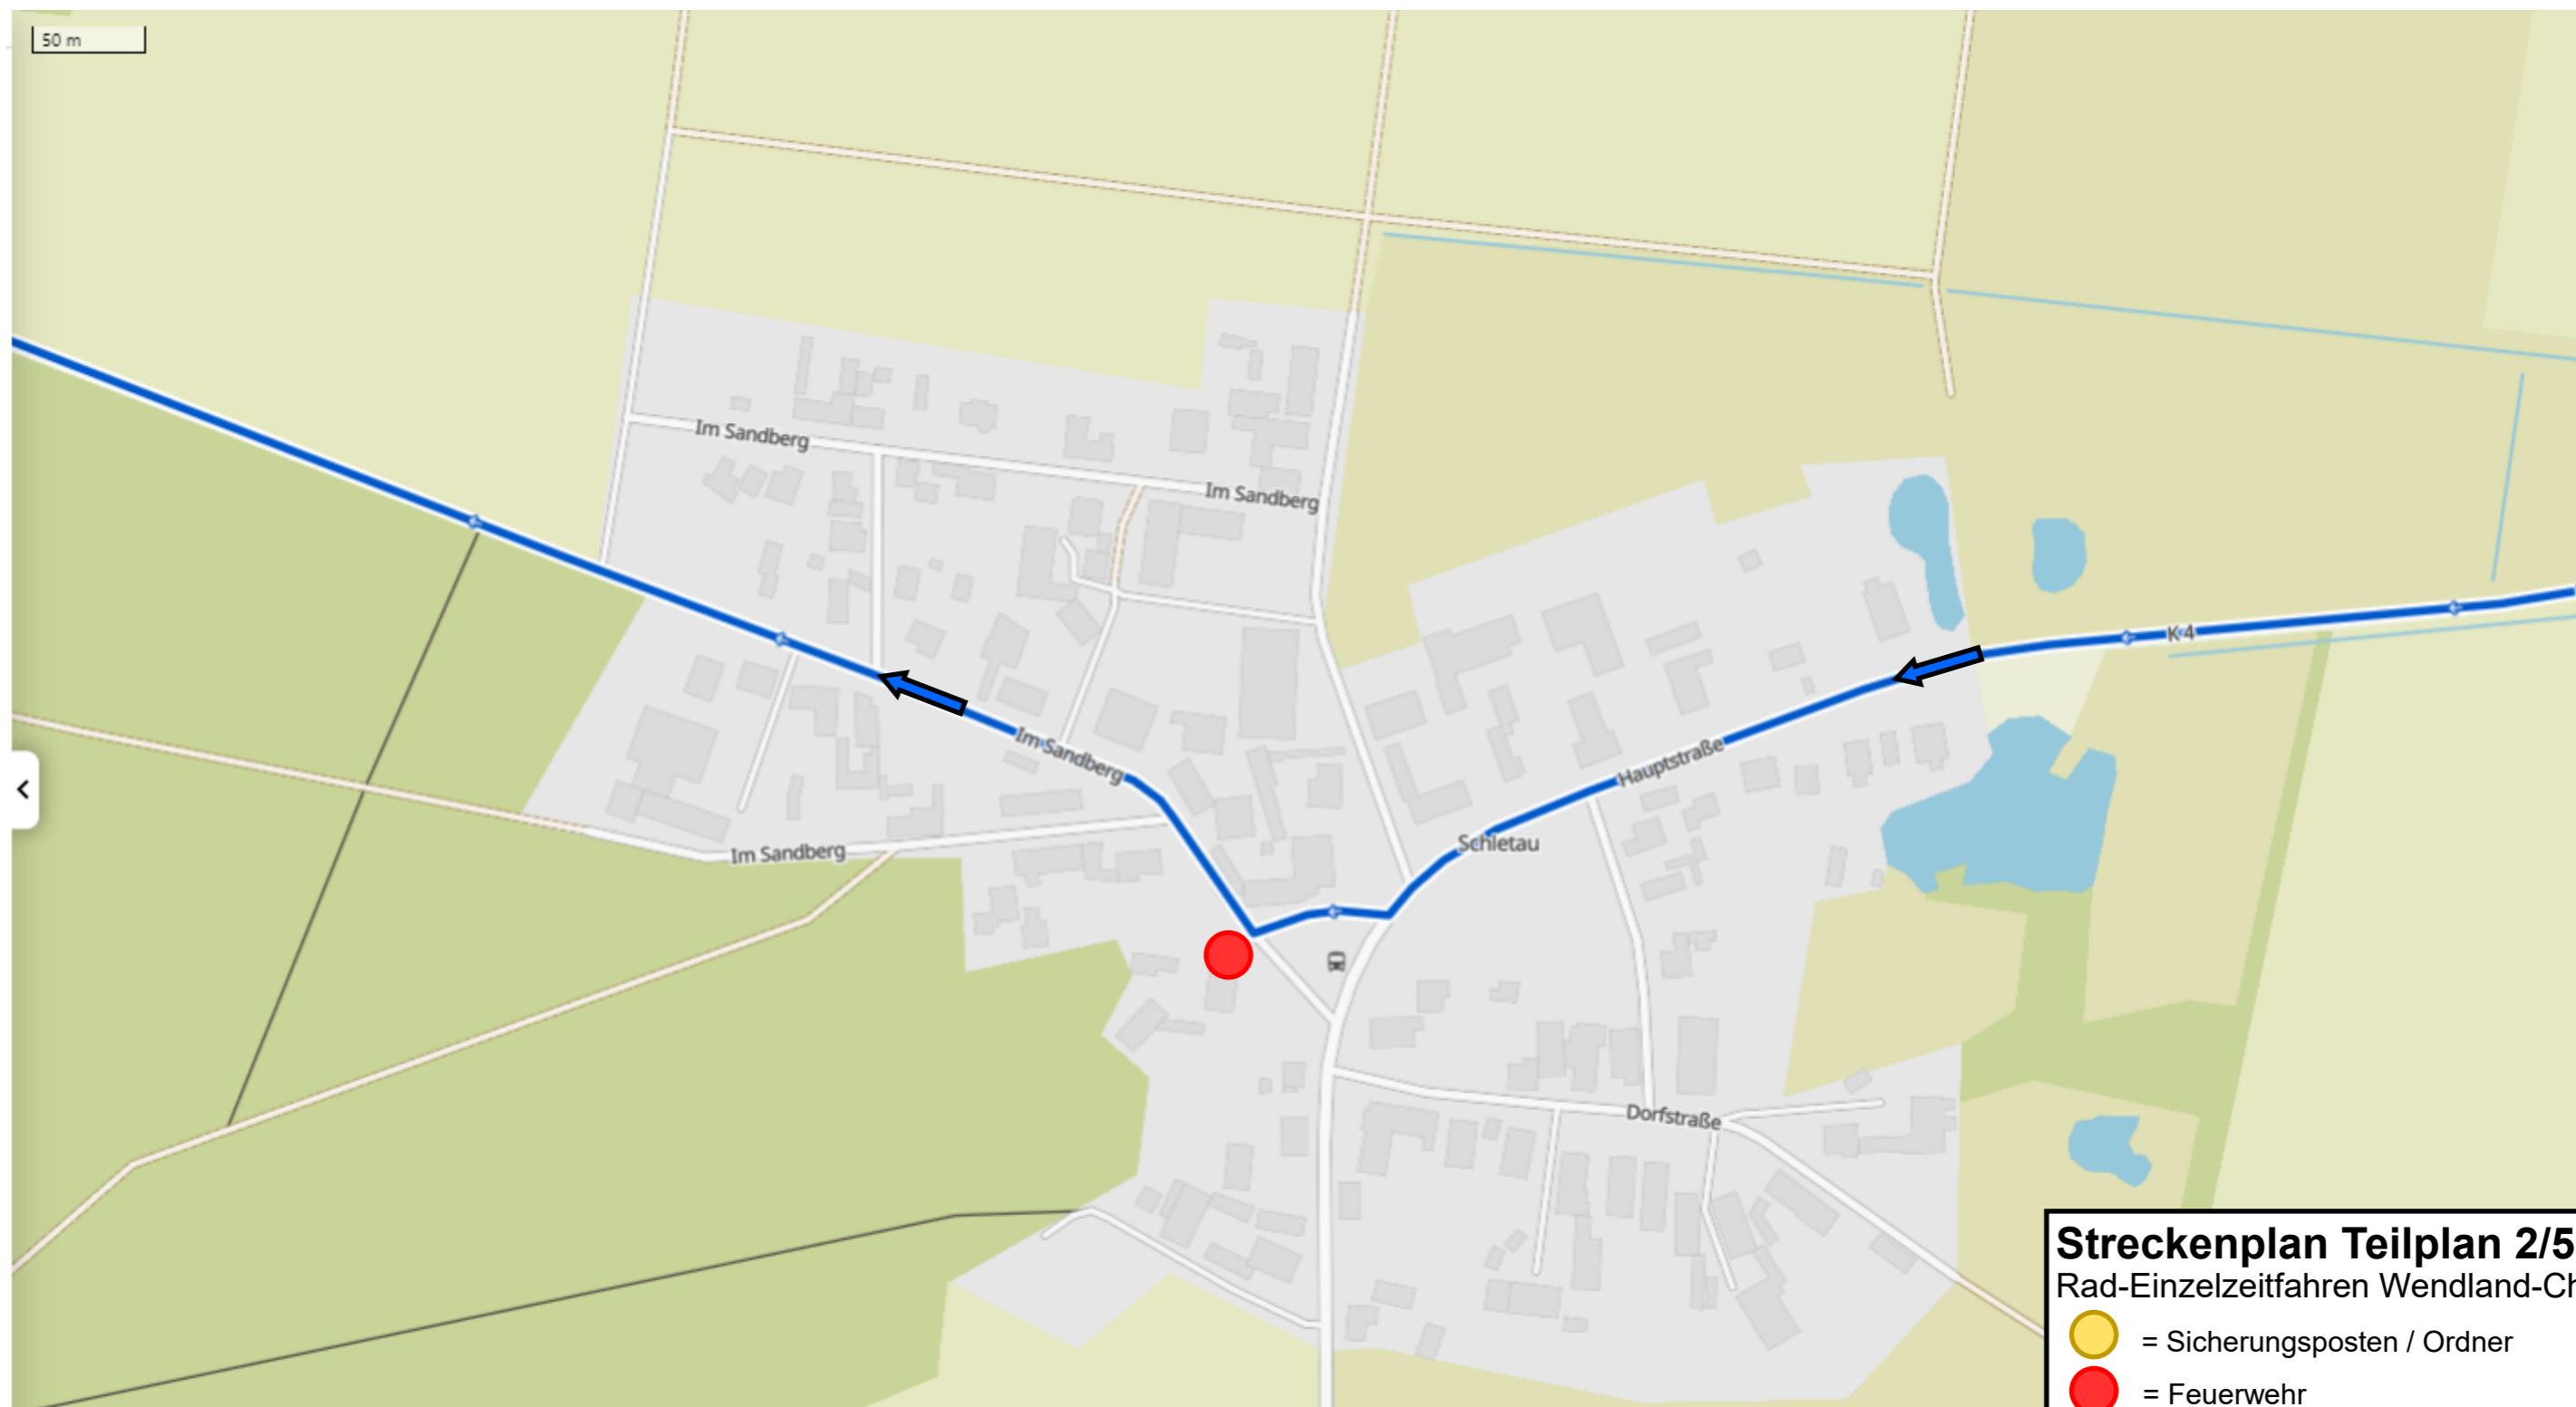 50 m
Im Sandberg
Im Sandberg
K 4
Im Sandberg
Hauptstraße
Schletau
Im Sandberg
Dorfstraße
Streckenplan Teilplan 2/5
Rad-Einzelzeitfahren Wendland-Ch
= Sicherungsposten / Ordner
= Feuerwehr